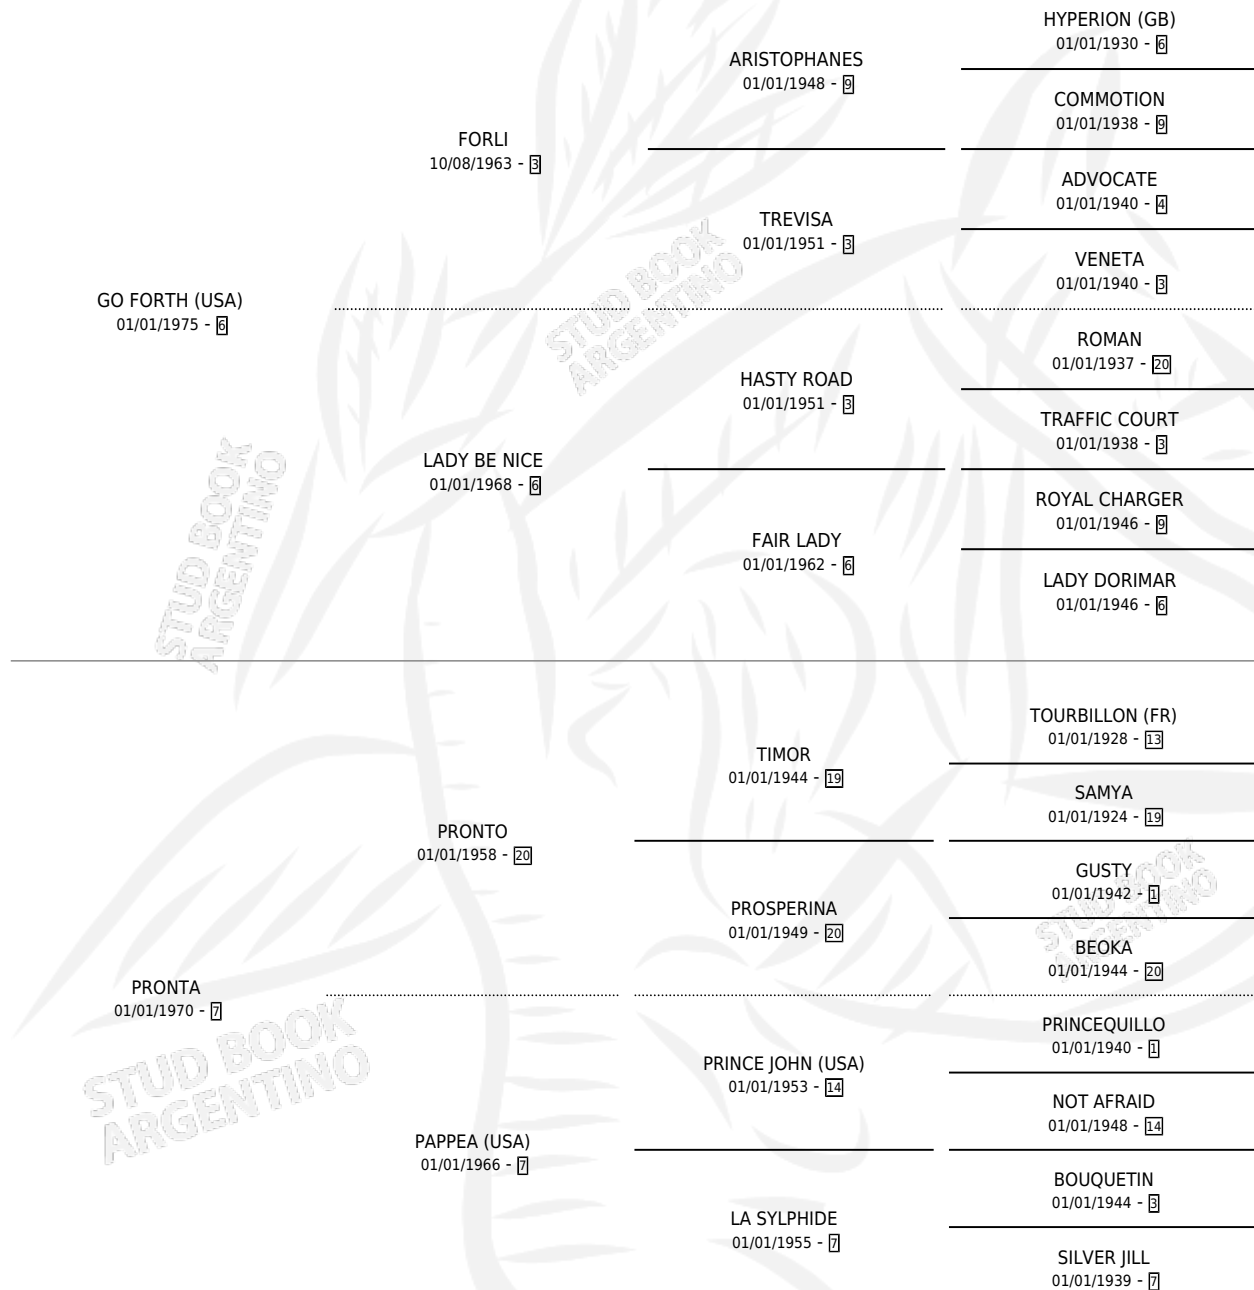 HYPERION (GB)
01/01/1930 - 6
ARISTOPHANES
01/01/1948 - 9
COMMOTION
01/01/1938 - 9
FORLI
10/08/1963 - 3
ADVOCATE
01/01/1940 - 4
TREVISA
01/01/1951 - 3
VENETA
01/01/1940 - 3
GO FORTH (USA)
01/01/1975 - 6
ROMAN
01/01/1937 - 20
HASTY ROAD
01/01/1951 - 3
TRAFFIC COURT
01/01/1938 - 3
LADY BE NICE
01/01/1968 - 6
ROYAL CHARGER
01/01/1946 - 9
FAIR LADY
01/01/1962 - 6
LADY DORIMAR
01/01/1946 - 6
STUD BOOK
ARGENTINO
STUD BOOK
ARGENTINO
TOURBILLON (FR)
01/01/1928 - 13
TIMOR
01/01/1944 - 19
SAMYA
01/01/1924 - 19
PRONTO
01/01/1958 - 20
GUSTY
01/01/1942 - 1
PROSPERINA
01/01/1949 - 20
BEOKA
01/01/1944 - 20
PRONTA
01/01/1970 - 7
PRINCEQUILLO
01/01/1940 - 1
PRINCE JOHN (USA)
01/01/1953 - 14
NOT AFRAID
01/01/1948 - 14
PAPPEA (USA)
01/01/1966 - 7
BOUQUETIN
01/01/1944 - 3
LA SYLPHIDE
01/01/1955 - 7
SILVER JILL
01/01/1939 - 7
STUD BOOK
ARGENTINO
STUD BOOK
ARGENTINO